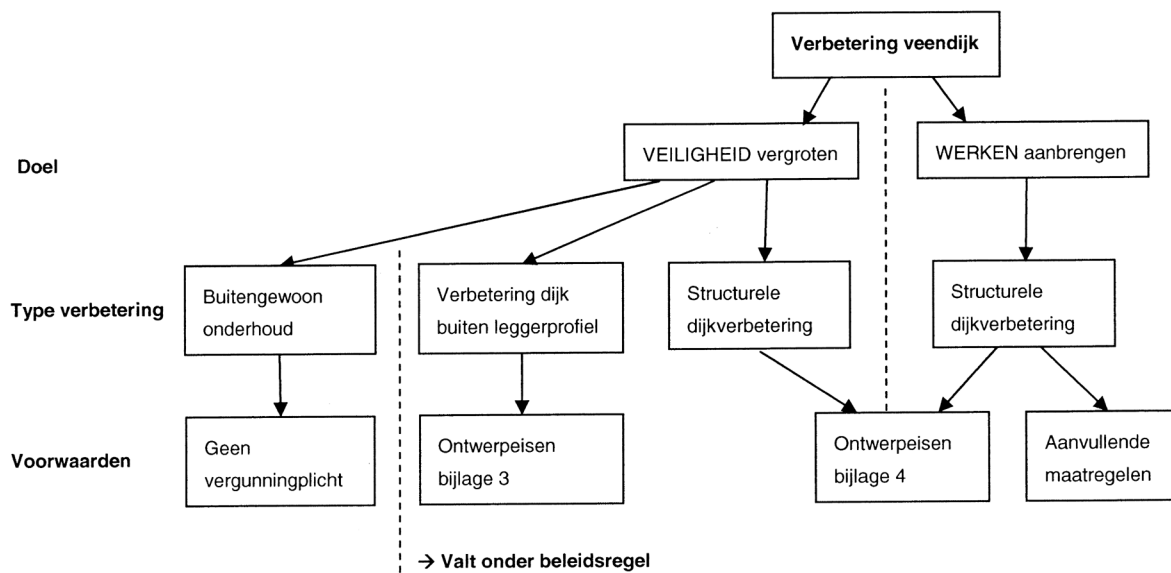 Verbetering veendijk
Doel
VEILIGHEID vergroten
WERKEN aanbrengen
Type verbetering
Buitengewoon
onderhoud
Verbetering dijk
buiten leggerprofiel
Structurele
dijkverbetering
Structurele
dijkverbetering
Voorwaarden
Geen
vergunningplicht
Ontwerpeisen
bijlage 3
Ontwerpeisen
bijlage 4
Aanvullende
maatregelen
→ Valt onder beleidsregel